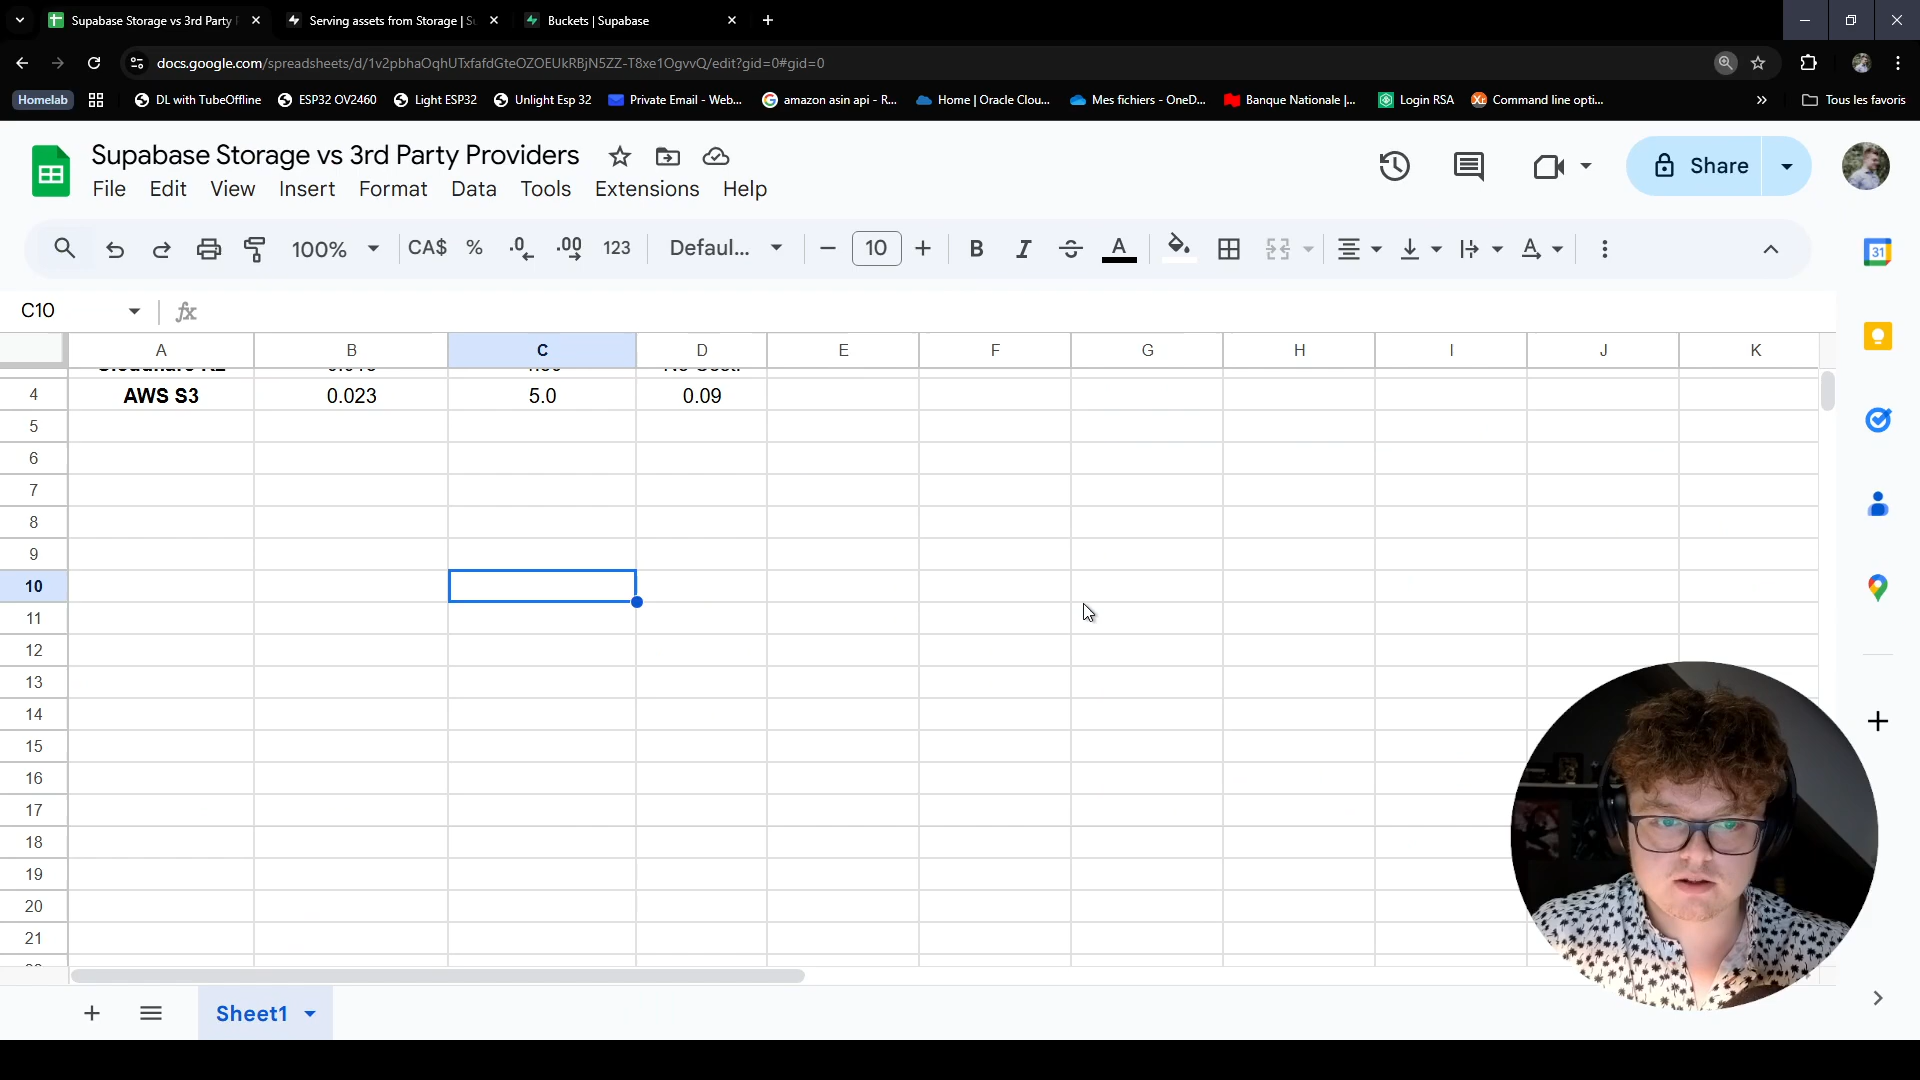 Supabase Storage vs 3rd Party
Serving assets from Storage | Su
Buckets | Supabase
docs.google.com/spreadsheets/d/1v2pbhaOqhUTxfafdGteOZOEUkRBjN5ZZ-T8xe1OgvvQ/edit?gid=0#gid=0
Homelab
DL with TubeOffline
ESP32 OV2460
Light ESP32
Unlight Esp 32
Private Email - Web...
amazon asin api - R...
Home | Oracle Clou...
Mes fichiers - OneD...
Banque Nationale |...
Login RSA
Command line opti...
Tous les favoris
Supabase Storage vs 3rd Party Providers
File Edit View Insert Format Data Tools Extensions Help
Share
31
100% CA$ % .0 .00 123 Defaul... 10 B I S A A
C10 fx
A B C D E F G H I J K
4 AWS S3 0.023 5.0 0.09
5
6
7
8
9
10
11
12
13
14
15
16
17
18
19
20
21
Sheet1